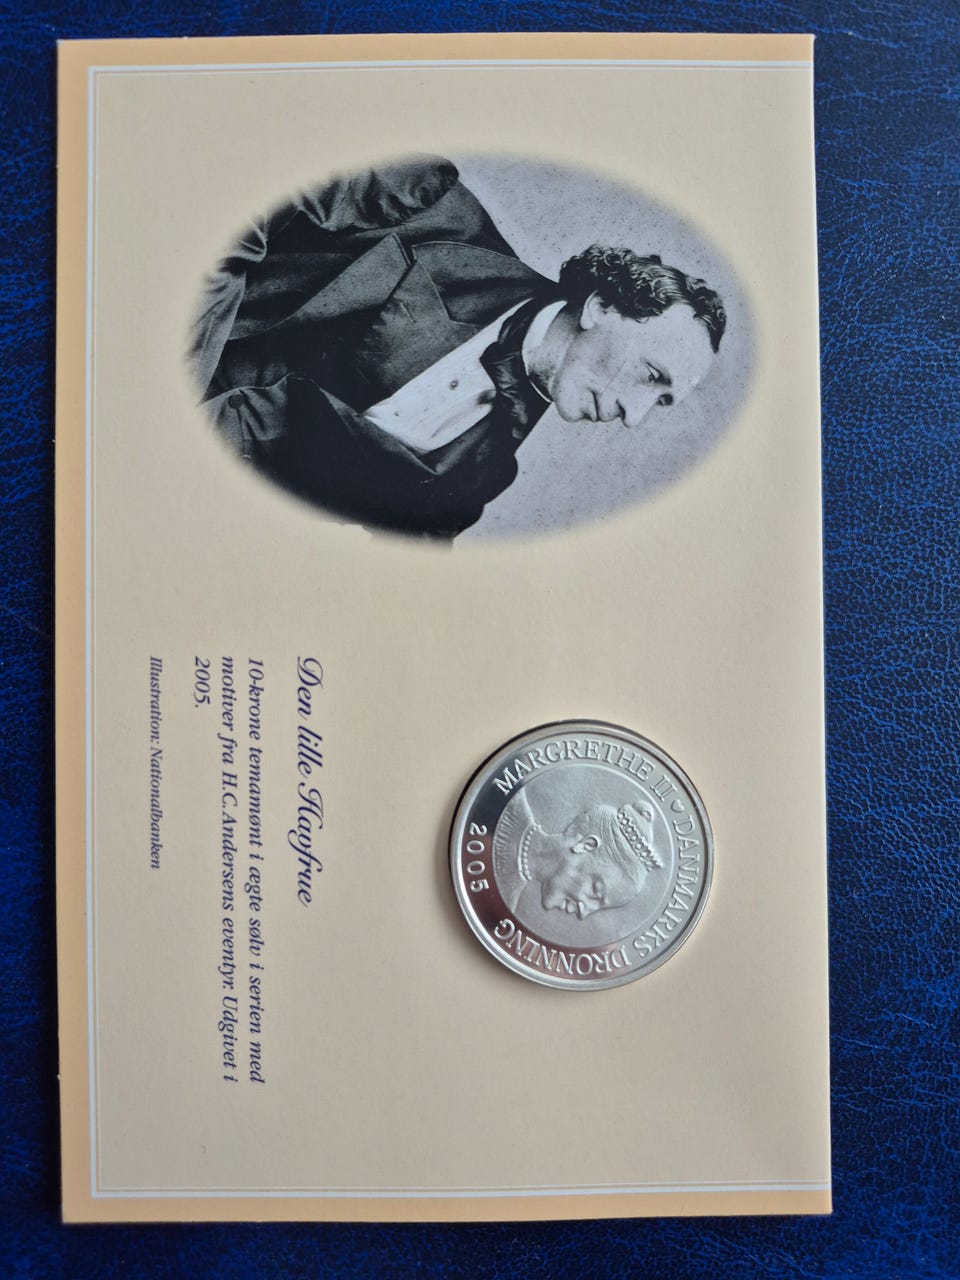 MARGRETHE II ♥ DANMARKS DRONNING
2005
Den lille Havfrue
10-krone temamønt i ægte sølv i serien med
motiver fra H.C. Andersens eventyr. Udgivet i
2005.
Illustration: Nationalbanken